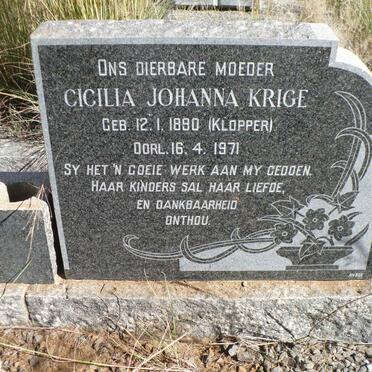 ONS DIERBARE MOEDER
CICILIA JOHANNA KRIGE
GEB. 12. 1. 1890 (KLOPPER)
OORL. 16. 4. 1971
SY HET 'N GOEIE WERK AAN MY GEDOEN.
HAAR KINDERS SAL HAAR LIEFDE,
EN DANKBAARHEID
ONTHOU.